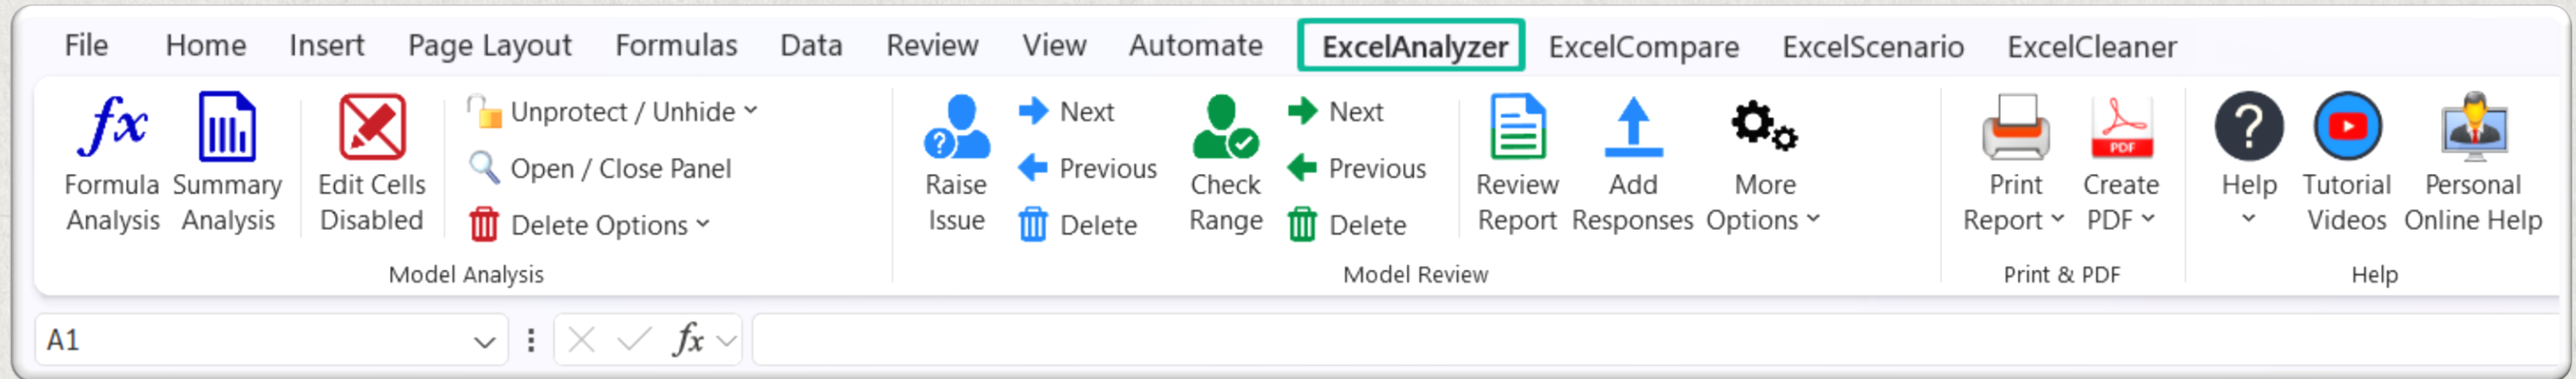 File Home Insert Page Layout Formulas Data Review View Automate ExcelAnalyzer ExcelCompare ExcelScenario ExcelCleaner
fx
Formula
Analysis
Summary
Analysis
Edit Cells
Disabled
Unprotect / Unhide
Open / Close Panel
Delete Options
Model Analysis
?
Raise
Issue
Next
Previous
Delete
Check
Range
Next
Previous
Delete
Review
Report
Add
Responses
More
Options
Model Review
Print
Report
PDF
Create
PDF
Print & PDF
?
Help
Tutorial
Videos
Personal
Online Help
Help
A1
fx